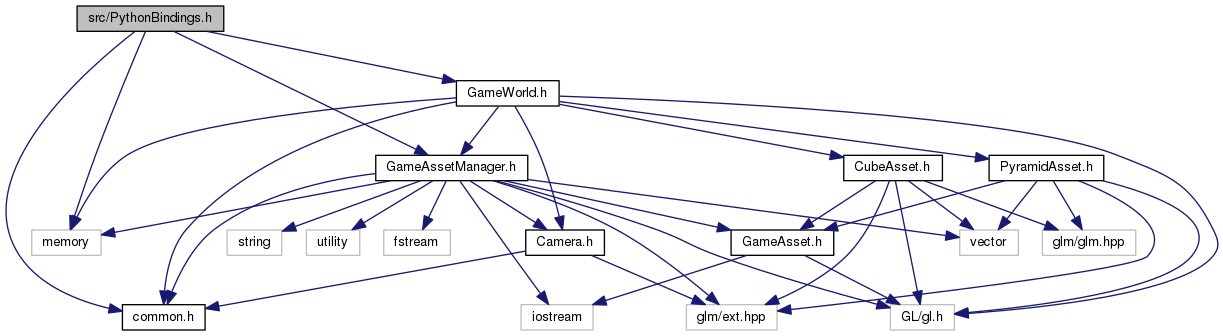 src/PythonBindings.h
GameWorld.h
GameAssetManager.h
CubeAsset.h
PyramidAsset.h
memory
string
utility
fstream
Camera.h
GameAsset.h
vector
glm/glm.hpp
common.h
iostream
glm/ext.hpp
GL/gl.h